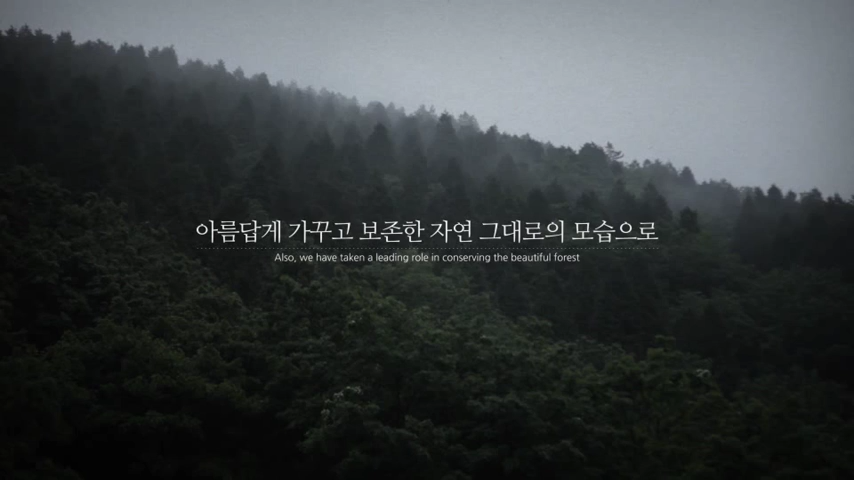 아름답게 가꾸고 보존한 자연 그대로의 모습으로
Also, we have taken a leading role in conserving the beautiful forest